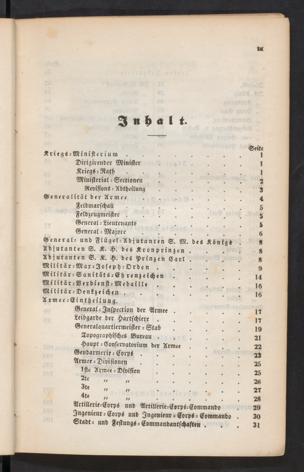 IX
Inhalt.
Seite
Kriegs-Ministerium . . . . 1
Dirigirender Minister . . . . 1
Kriegs-Rath . . . . 1
Ministerial-Sectionen . . . . 2
Revisions-Abtheilung . . . . 3
Generalität der Armee . . . . 4
Feldmarschall . . . . 5
Feldzeugmeister . . . . 5
General-Lieutenants . . . . 5
General-Majore . . . . 6
General- und Flügel-Adjutanten S. M. des Königs 8
Adjutanten S. K. H. des Kronprinzen . . 8
Adjutanten S. K. H. des Prinzen Carl . . 8
Militär-Max-Joseph-Orden . . . . 9
Militär-Sanitäts-Ehrenzeichen . . . . 14
Militär-Verdienst-Medaille . . . . 16
Militär-Denkzeichen . . . . 16
Armee-Eintheilung.
General-Inspection der Armee . . . . 17
Leibgarde der Hartschiere . . . . 17
Generalquartiermeister-Stab . . . . 19
Topographisches Bureau . . . . 21
Haupt-Conservatorium der Armee . . . . 22
Gendarmerie-Corps . . . . 23
Armee-Divisionen . . . . 25
1ste Armee-Division . . . . 25
2te „ „ . . . . 26
3te „ „ . . . . 27
4te „ „ . . . . 28
Artillerie-Corps und Artillerie-Corps-Commando . 29
Ingenieur-Corps und Ingenieur-Corps-Commando . 30
Stadt- und Festungs-Commandantschaften . . . 31